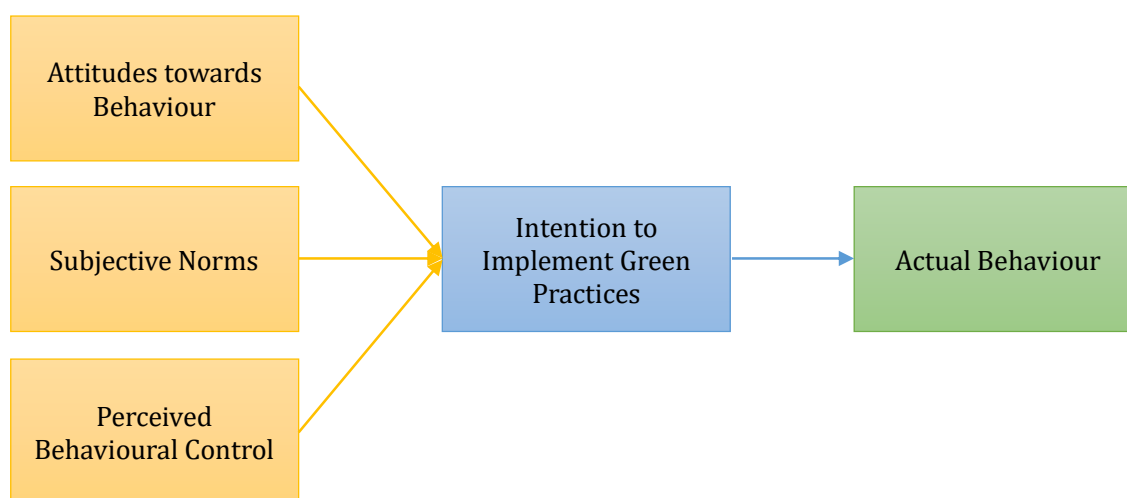 Attitudes towards
Behaviour
Subjective Norms
Perceived
Behavioural Control
Intention to
Implement Green
Practices
Actual Behaviour